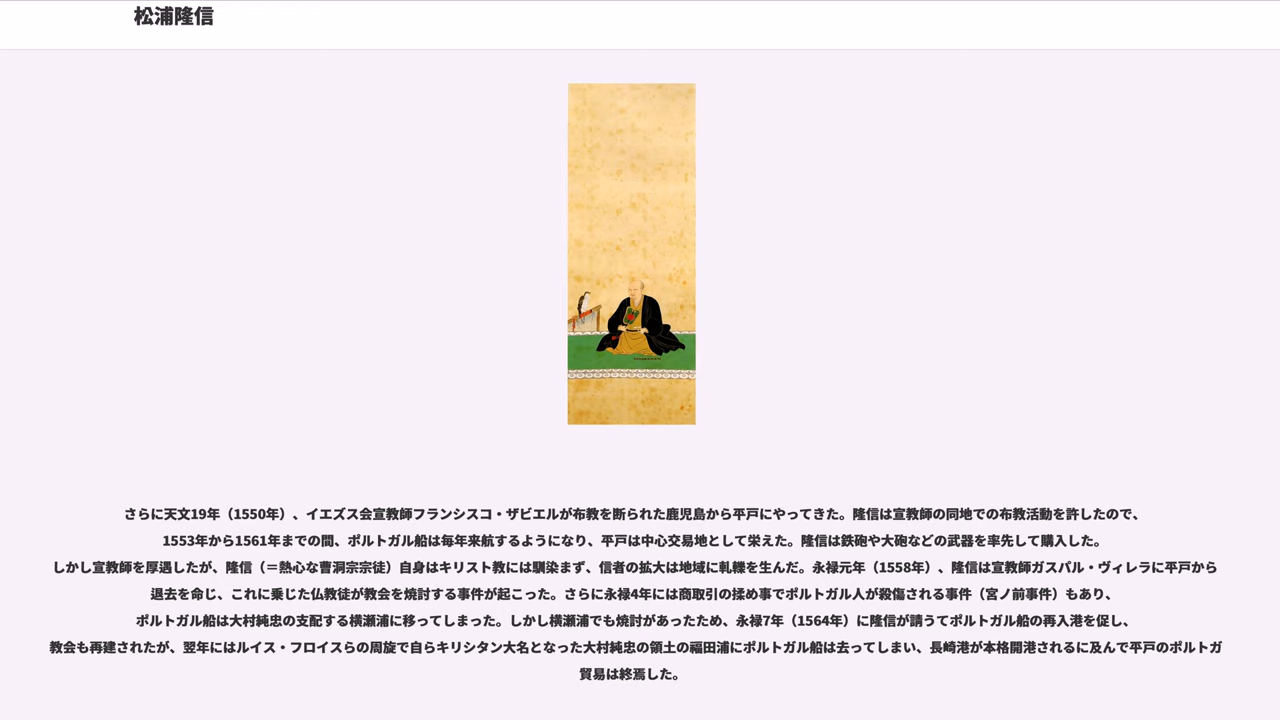 松浦隆信
さらに天文19年（1550年）、イエズス会宣教師フランシスコ・ザビエルが布教を断られた鹿児島から平戸にやってきた。隆信は宣教師の同地での布教活動を許したので、
1553年から1561年までの間、ポルトガル船は毎年来航するようになり、平戸は中心交易地として栄えた。隆信は鉄砲や大砲などの武器を率先して購入した。
しかし宣教師を厚遇したが、隆信（＝熱心な曹洞宗宗徒）自身はキリスト教には馴染まず、信者の拡大は地域に軋轢を生んだ。永禄元年（1558年）、隆信は宣教師ガスパル・ヴィレラに平戸から
退去を命じ、これに乗じた仏教徒が教会を焼討する事件が起こった。さらに永禄4年には商取引の揉め事でポルトガル人が殺傷される事件（宮ノ前事件）もあり、
ポルトガル船は大村純忠の支配する横瀬浦に移ってしまった。しかし横瀬浦でも焼討があったため、永禄7年（1564年）に隆信が請うてポルトガル船の再入港を促し、
教会も再建されたが、翌年にはルイス・フロイスらの周旋で自らキリシタン大名となった大村純忠の領土の福田浦にポルトガル船は去ってしまい、長崎港が本格開港されるに及んで平戸のポルトガ
貿易は終焉した。